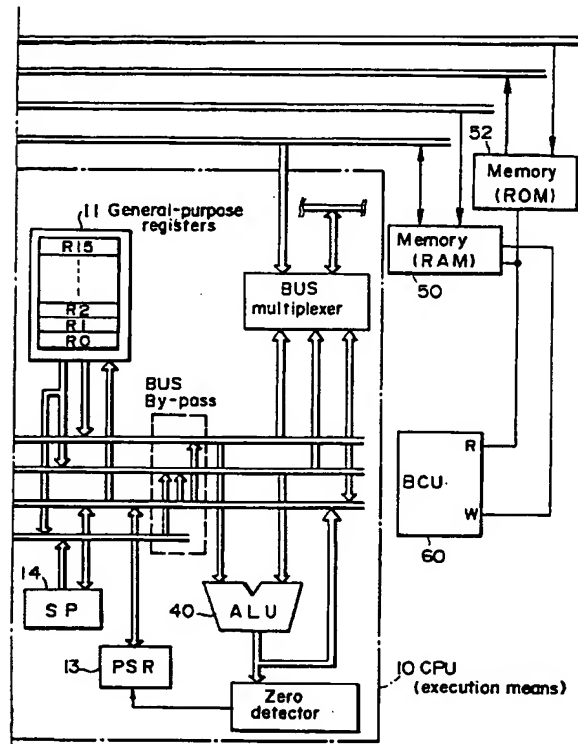 52
Memory
(ROM)
11 General-purpose
registers
R15
R2
R1
R0
Memory
(RAM)
50
BUS
multiplexer
BUS
By-pass
BCU
R
W
60
14
SP
40
ALU
13
PSR
Zero
detector
10 CPU
(execution means)